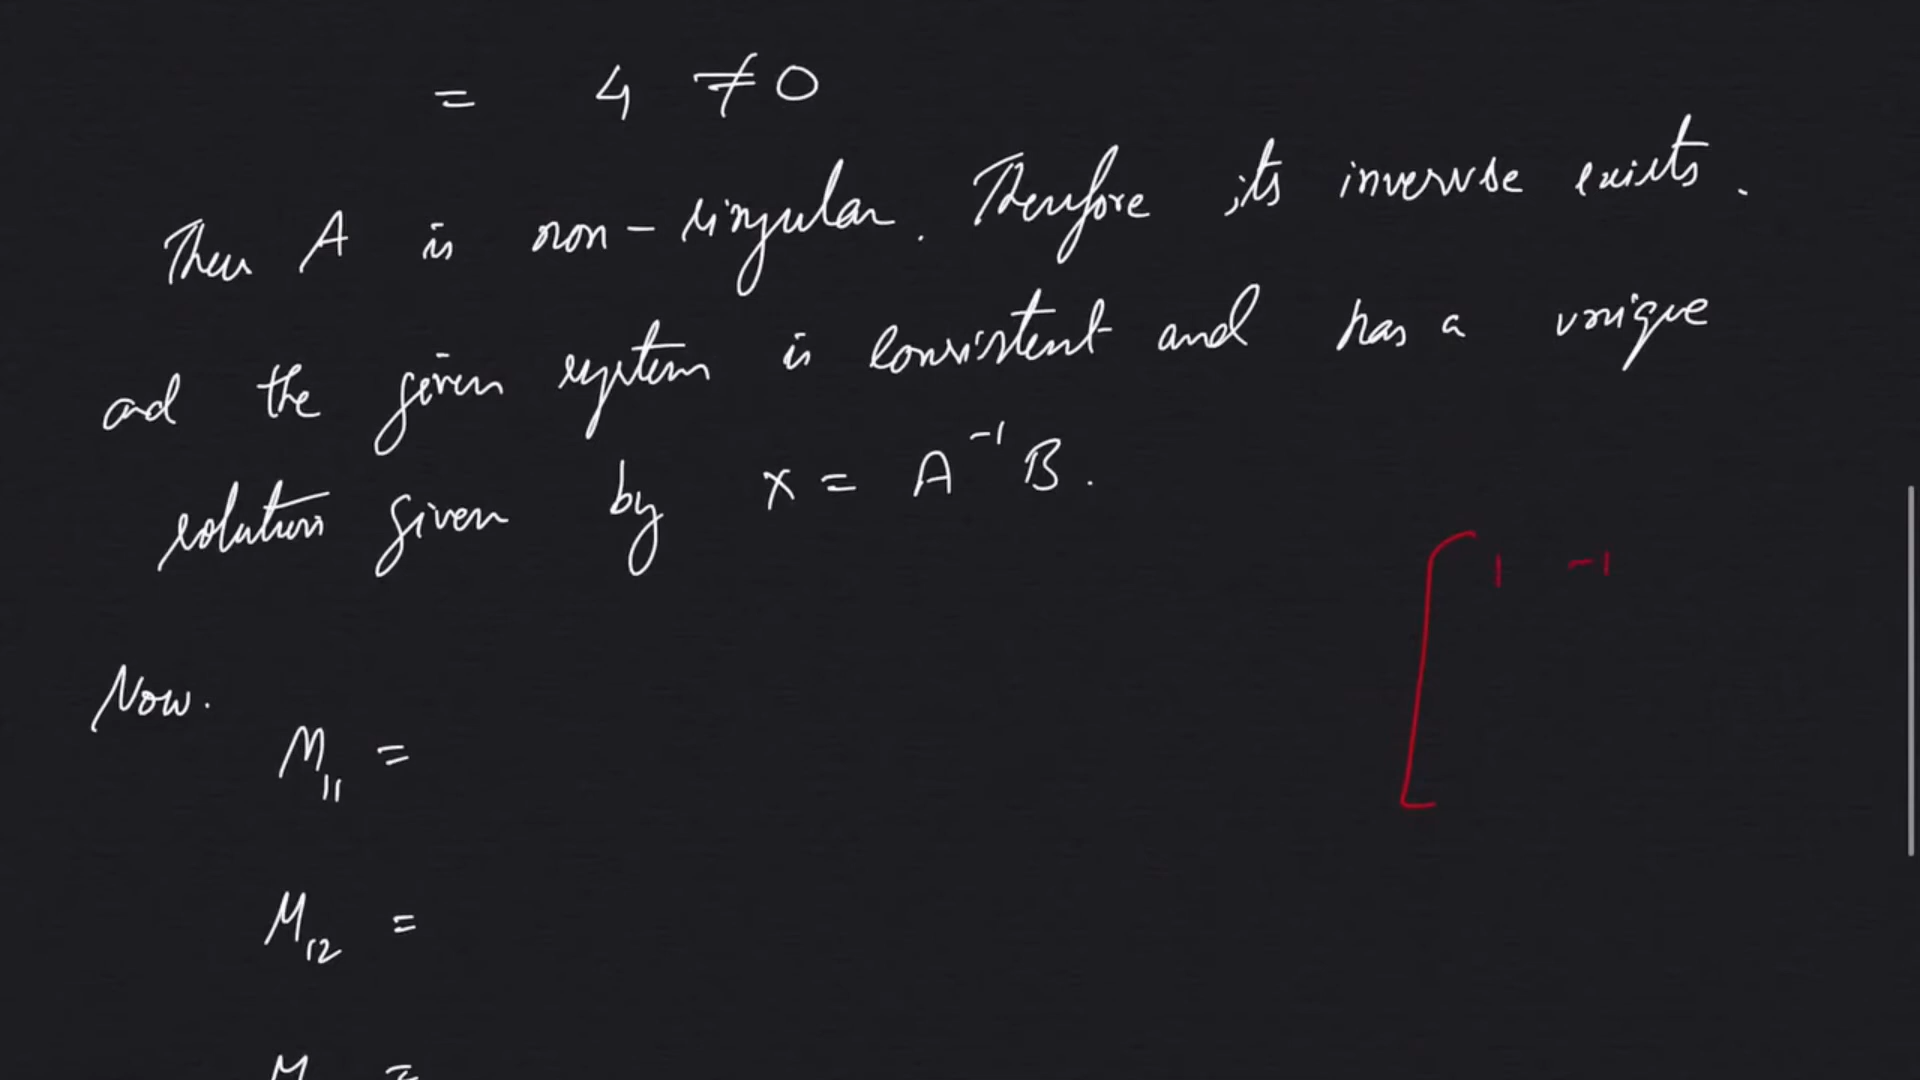 = 4 ≠ 0
Then A is non-singular. Therefore its inverse exists.
and the given system is consistent and has a unique
solution given by x = A⁻¹B.
1 -1
Now.
M₁₁ =
M₁₂ =
M =